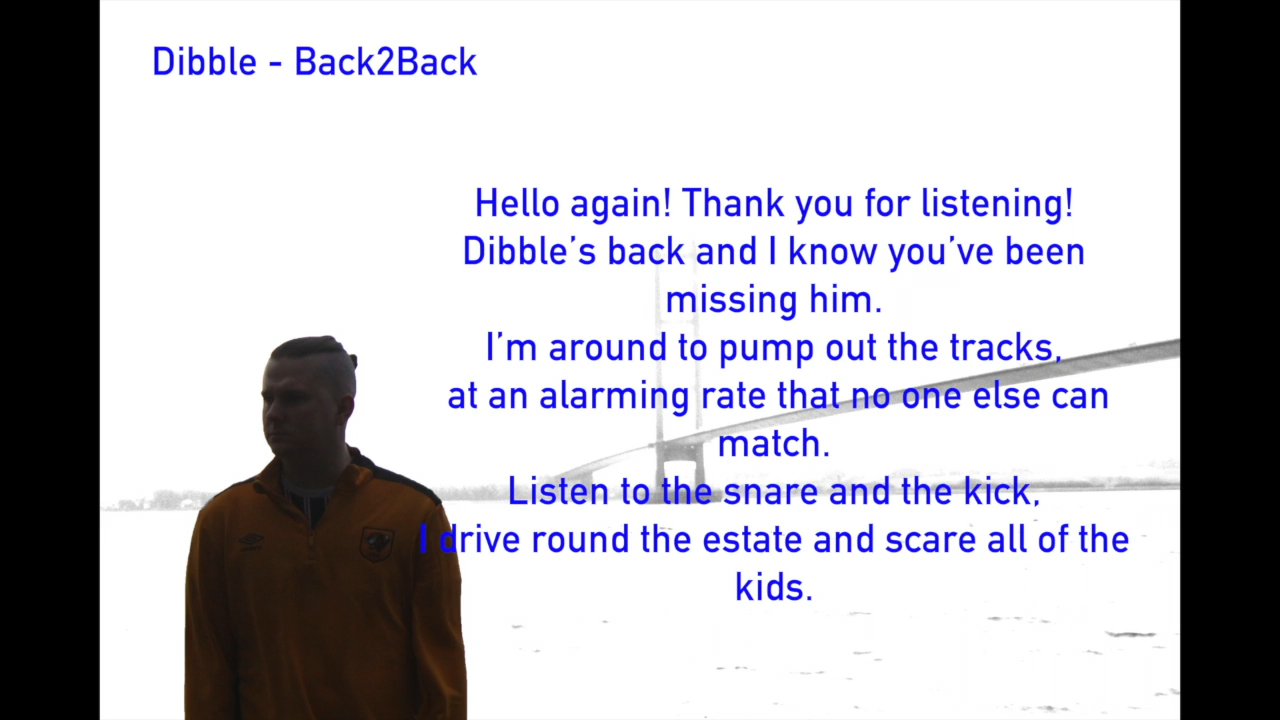 Dibble - Back2Back
Hello again! Thank you for listening!
Dibble’s back and I know you’ve been
missing him.
I’m around to pump out the tracks,
at an alarming rate that no one else can
match.
Listen to the snare and the kick,
I drive round the estate and scare all of the
kids.